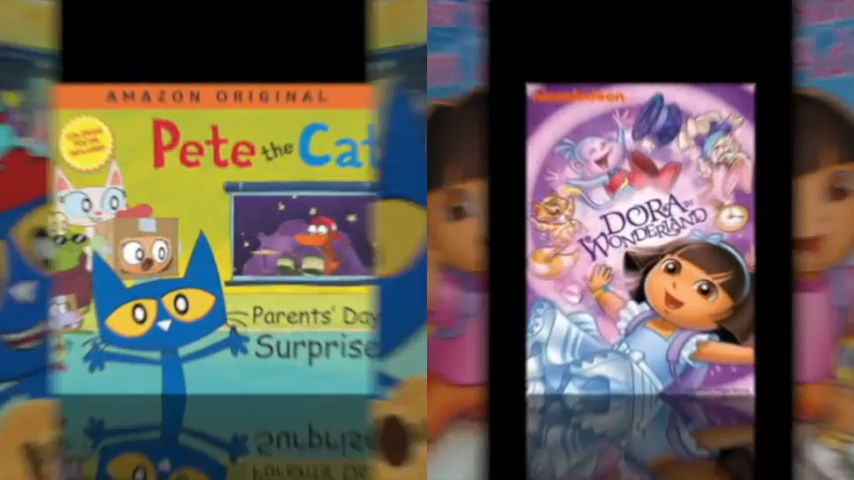 AMAZON ORIGINAL
Pete the Cat
Parents' Day
Surprise
nickelodeon
DORA IN
WONDERLAND